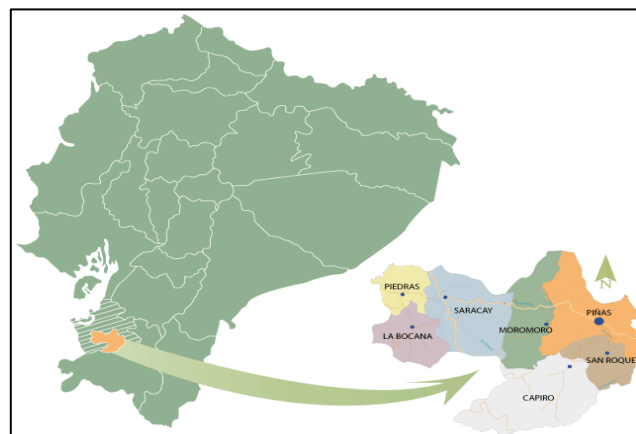 N
PIEDRAS
SARACAY
PIÑAS
LA BOCANA
MOROMORO
SAN ROQUE
CAPIRO